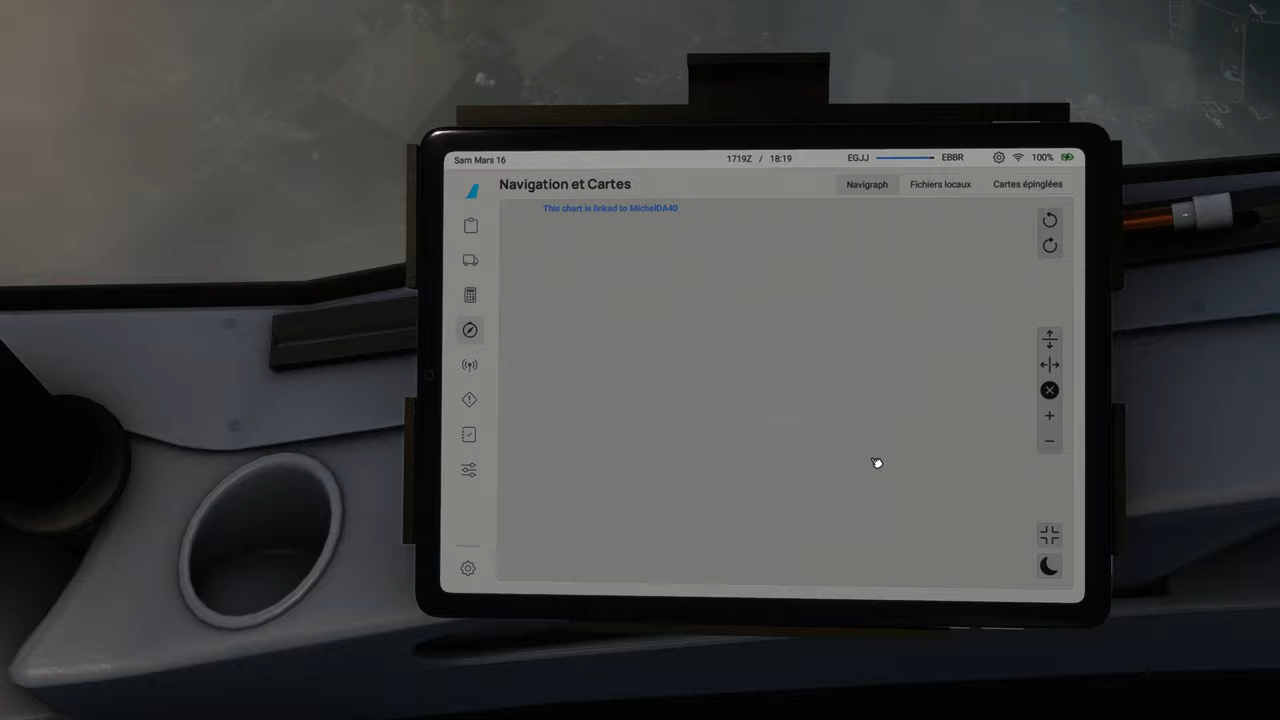 Sam Mars 16
1719Z / 18:19
EGJJ
EBBR
100%
Navigation et Cartes
Navigraph
Fichiers locaux
Cartes épinglées
This chart is linked to MichelDA40